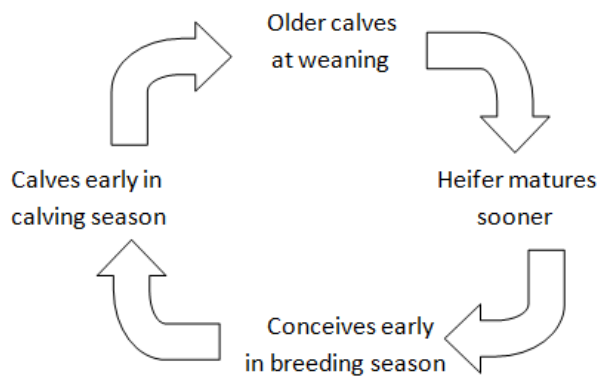 Older calves
at weaning
Heifer matures
sooner
Conceives early
in breeding season
Calves early in
calving season